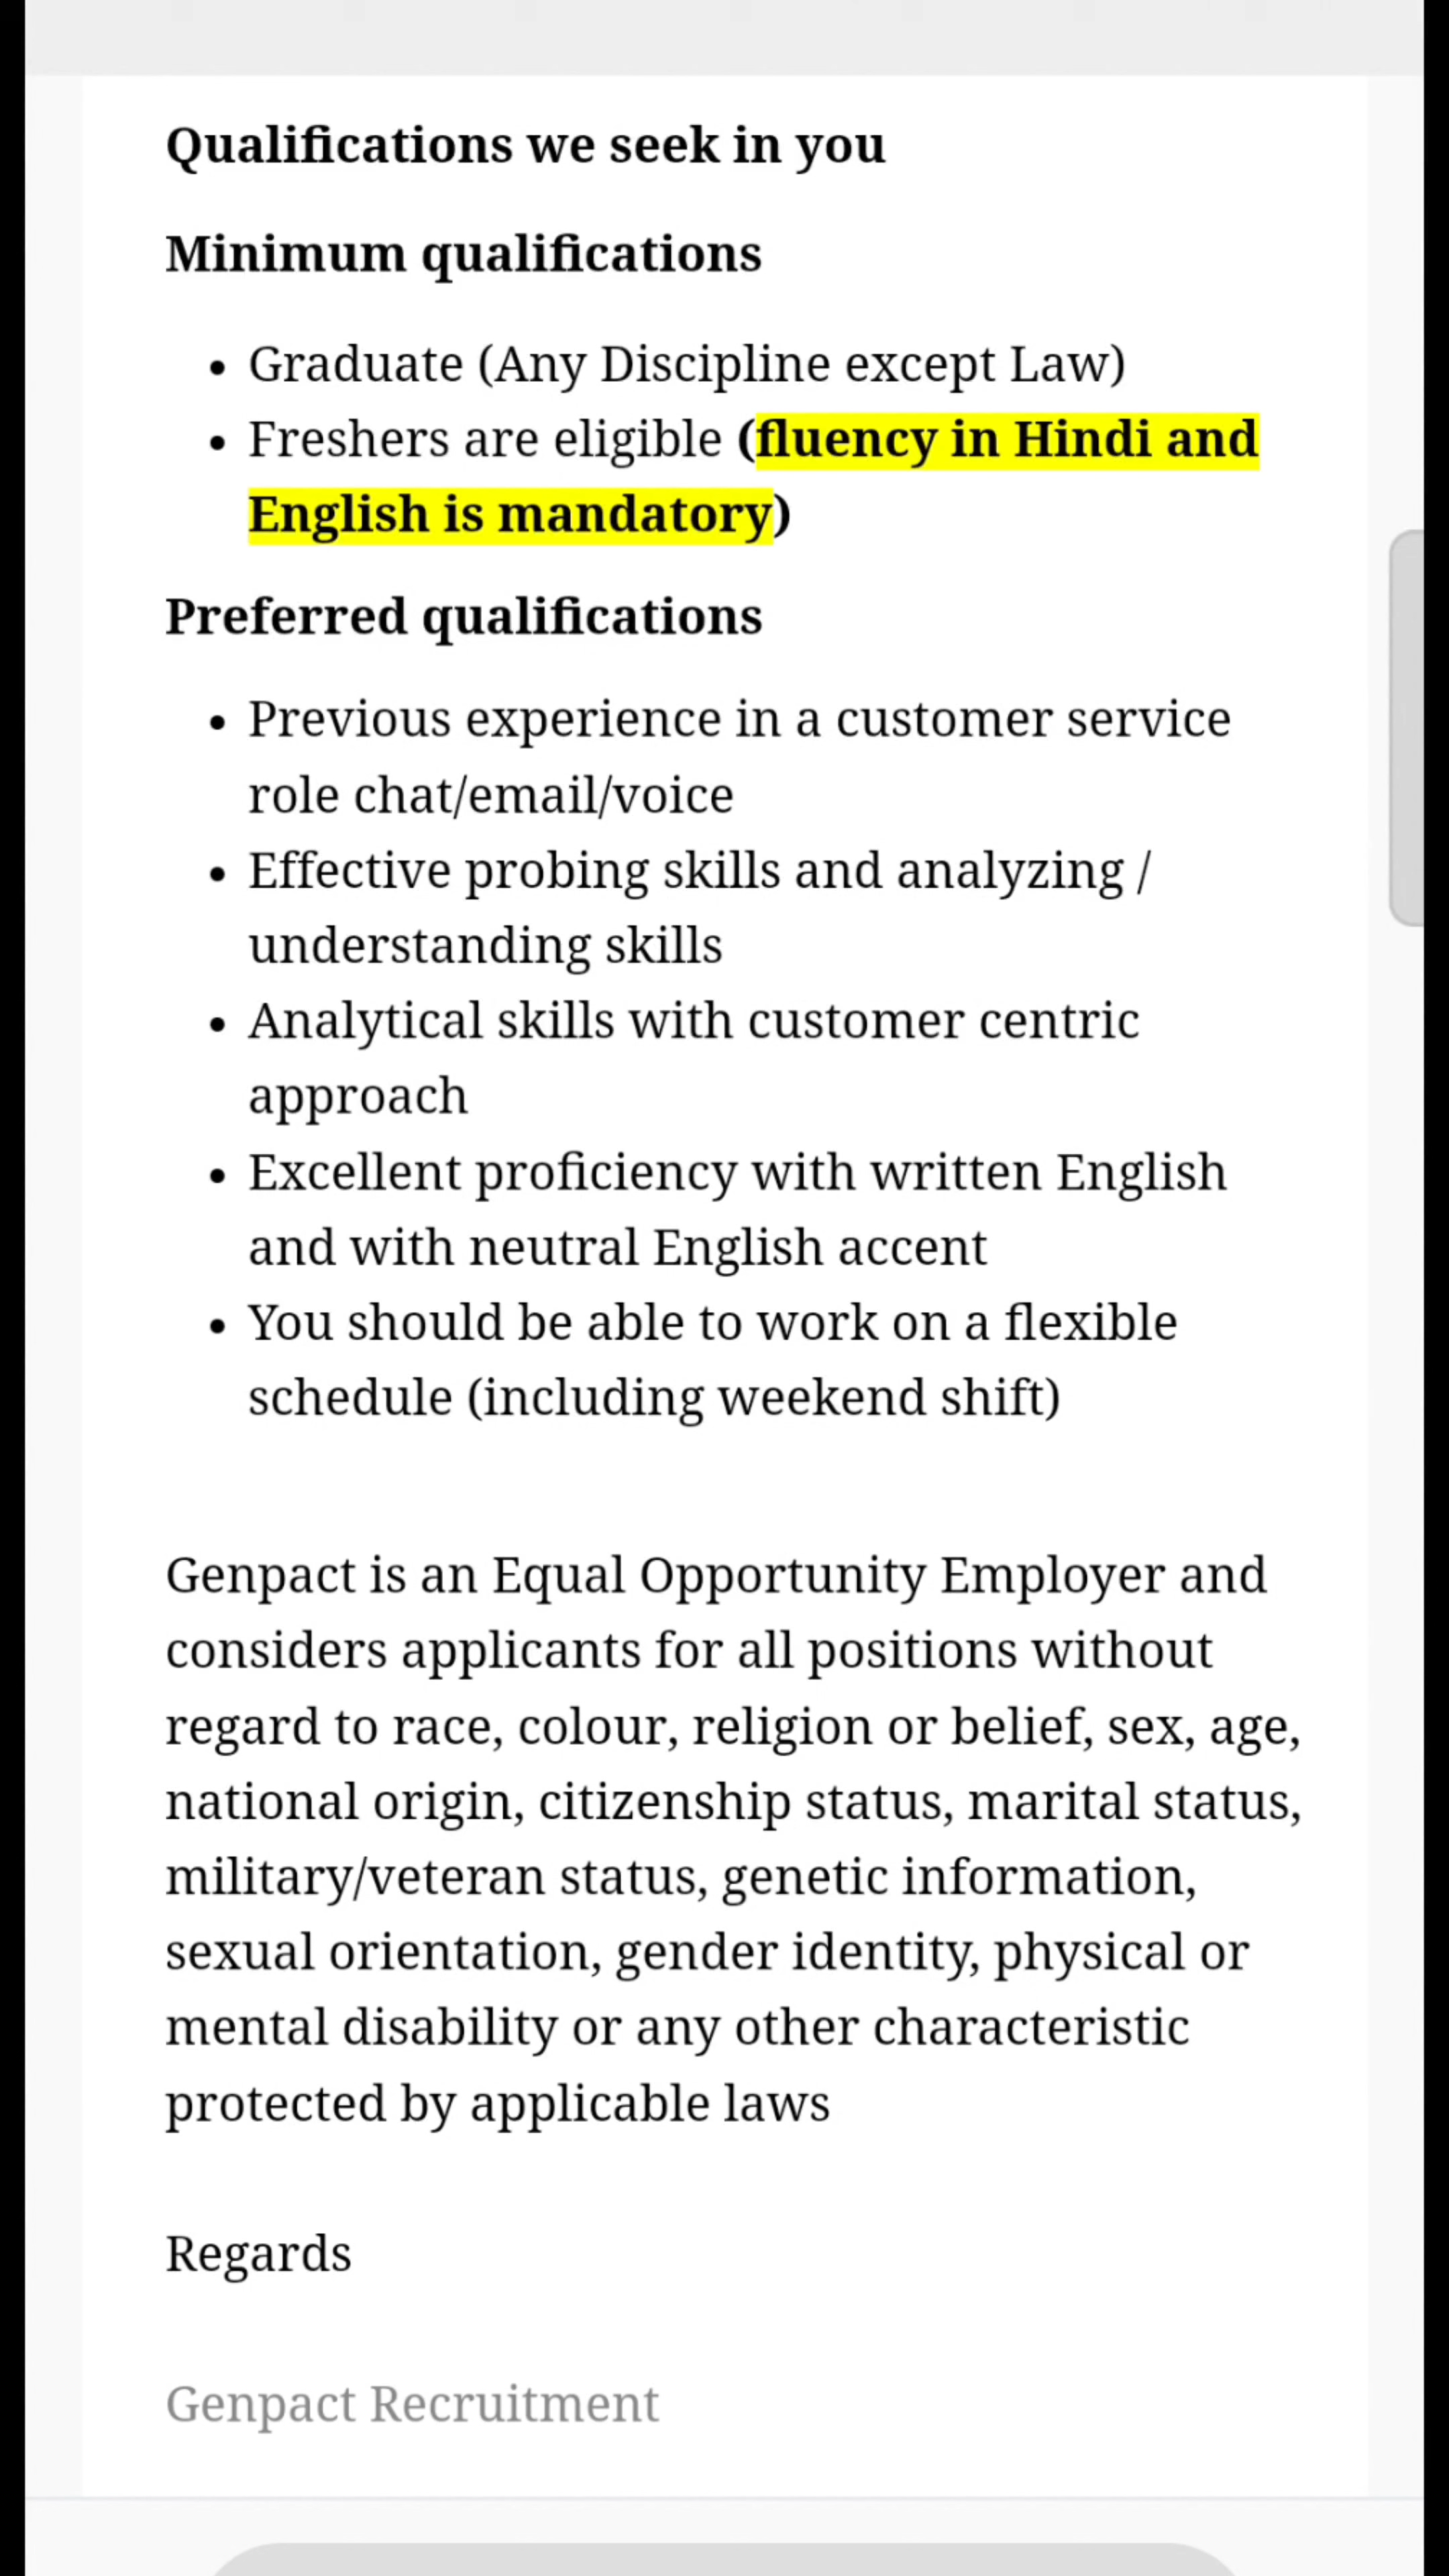 Qualifications we seek in you
Minimum qualifications
• Graduate (Any Discipline except Law)
• Freshers are eligible (fluency in Hindi and
English is mandatory)
Preferred qualifications
• Previous experience in a customer service
role chat/email/voice
• Effective probing skills and analyzing /
understanding skills
• Analytical skills with customer centric
approach
• Excellent proficiency with written English
and with neutral English accent
• You should be able to work on a flexible
schedule (including weekend shift)
Genpact is an Equal Opportunity Employer and
considers applicants for all positions without
regard to race, colour, religion or belief, sex, age,
national origin, citizenship status, marital status,
military/veteran status, genetic information,
sexual orientation, gender identity, physical or
mental disability or any other characteristic
protected by applicable laws
Regards
Genpact Recruitment